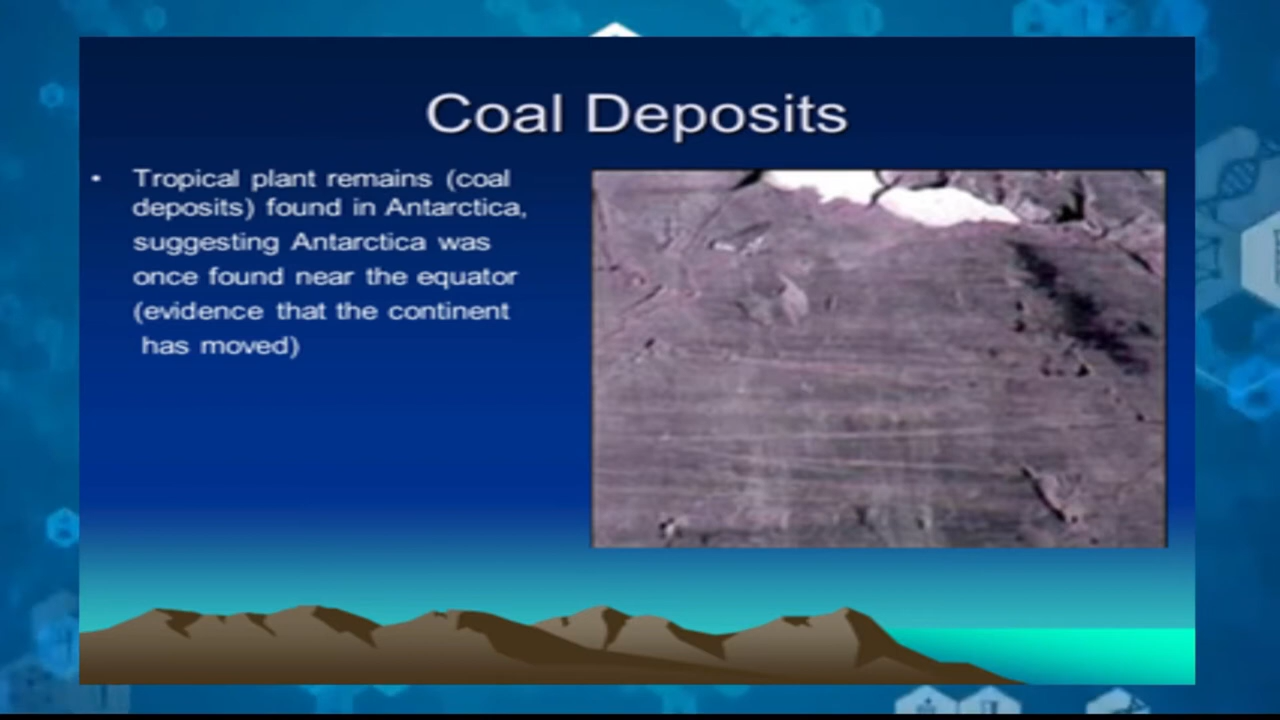 Coal Deposits
• Tropical plant remains (coal
deposits) found in Antarctica,
suggesting Antarctica was
once found near the equator
(evidence that the continent
has moved)